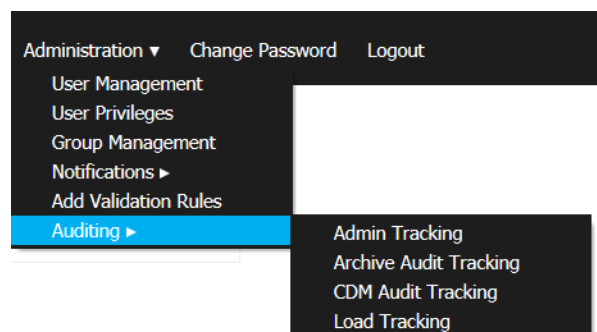 Administration ▼ Change Password Logout
User Management
User Privileges
Group Management
Notifications ►
Add Validation Rules
Auditing ►
Admin Tracking
Archive Audit Tracking
CDM Audit Tracking
Load Tracking